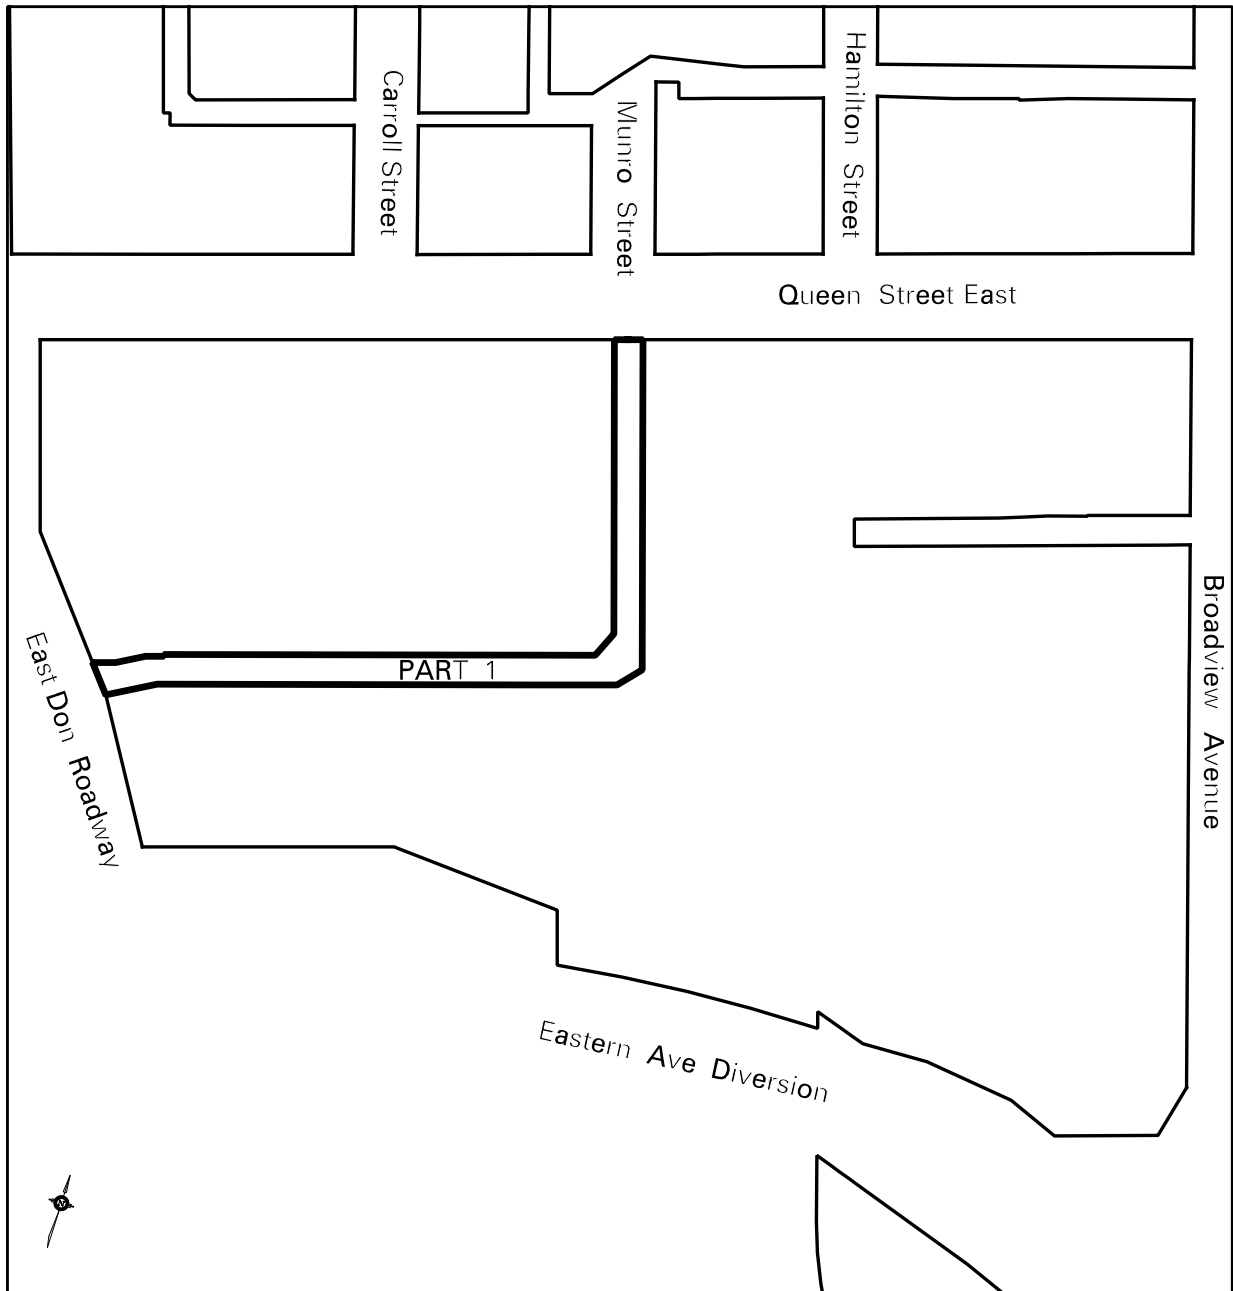 Carroll Street
Munro Street
Hamilton Street
Queen Street East
PART 1
East Don Roadway
Broadview Avenue
Eastern Ave Diversion
N